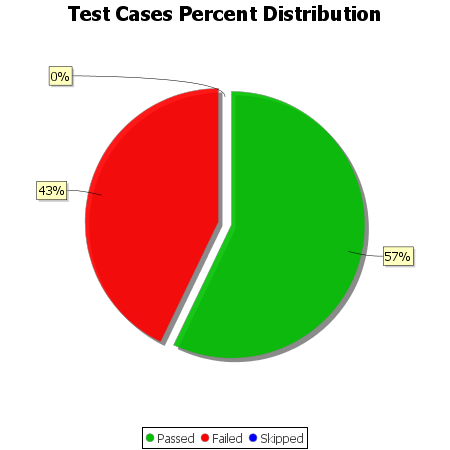 Test Cases Percent Distribution
0%
43%
57%
Passed Failed Skipped